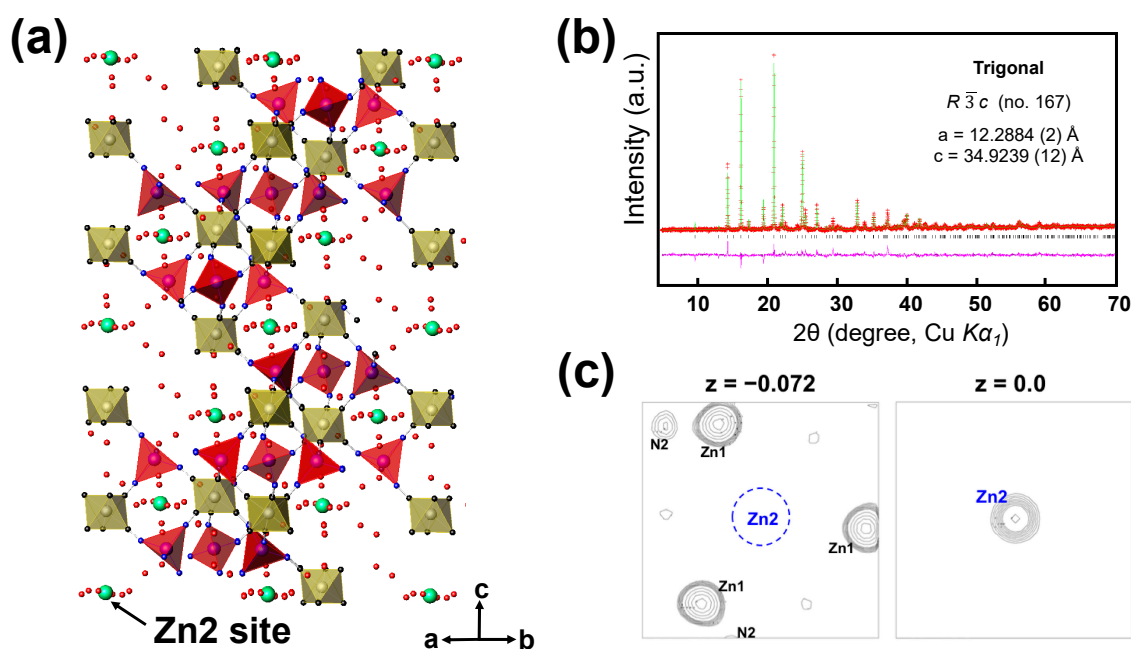 (a)
Zn2 site
c
a
b
(b)
Intensity (a.u.)
Trigonal
R 3̅ c (no. 167)
a = 12.2884 (2) Å
c = 34.9239 (12) Å
10 20 30 40 50 60 70
2θ (degree, Cu Kα₁)
(c)
z = −0.072
N2
Zn1
Zn2
Zn1
Zn1
N2
z = 0.0
Zn2